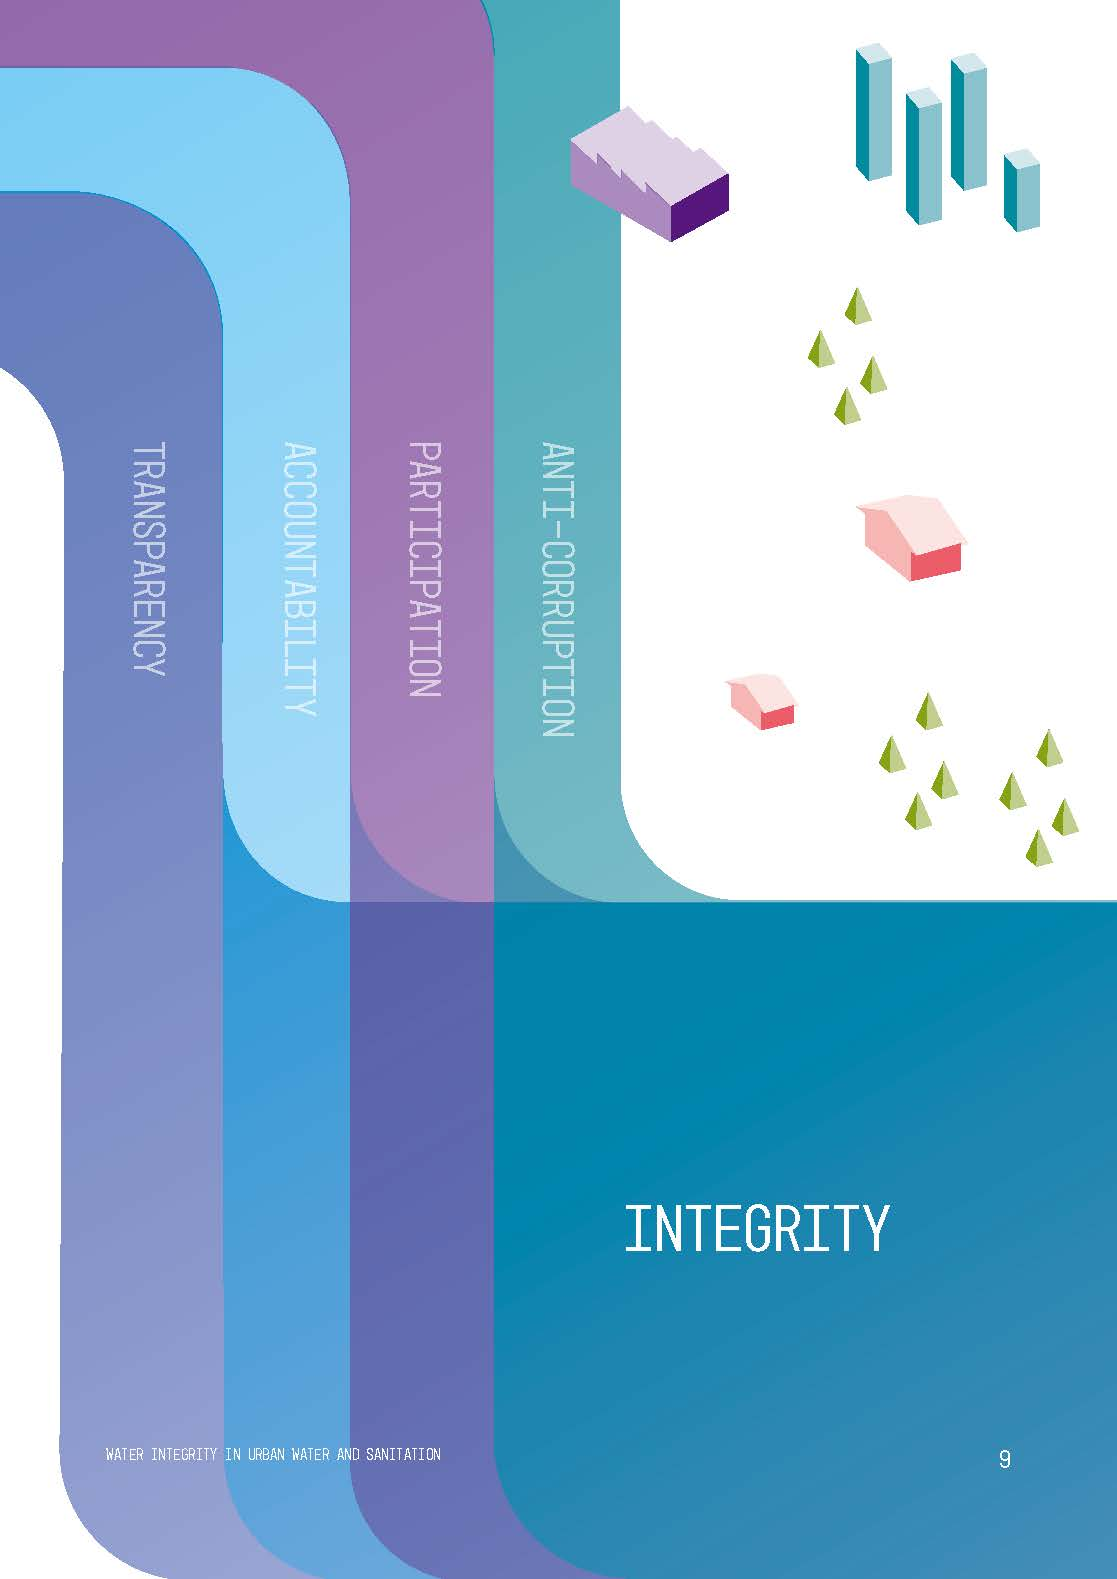 TRANSPARENCY
ACCOUNTABILITY
PARTICIPATION
ANTI-CORRUPTION
INTEGRITY
WATER INTEGRITY IN URBAN WATER AND SANITATION
9